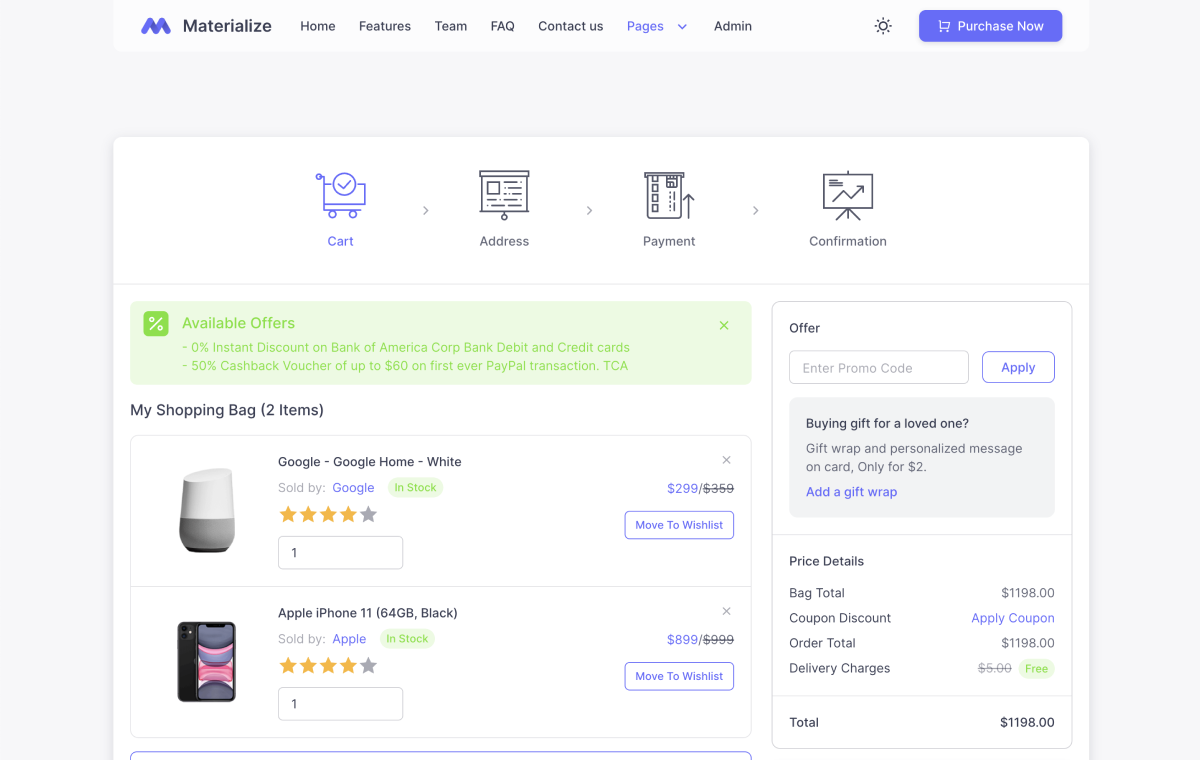 Materialize
Home
Features
Team
FAQ
Contact us
Pages
Admin
Purchase Now
Cart
Address
Payment
Confirmation
Available Offers
- 0% Instant Discount on Bank of America Corp Bank Debit and Credit cards
- 50% Cashback Voucher of up to $60 on first ever PayPal transaction. TCA
My Shopping Bag (2 Items)
Google - Google Home - White
Sold by: Google In Stock
$299/$359
Move To Wishlist
1
Apple iPhone 11 (64GB, Black)
Sold by: Apple In Stock
$899/$999
Move To Wishlist
1
Offer
Enter Promo Code
Apply
Buying gift for a loved one?
Gift wrap and personalized message
on card, Only for $2.
Add a gift wrap
Price Details
Bag Total $1198.00
Coupon Discount Apply Coupon
Order Total $1198.00
Delivery Charges $5.00 Free
Total $1198.00